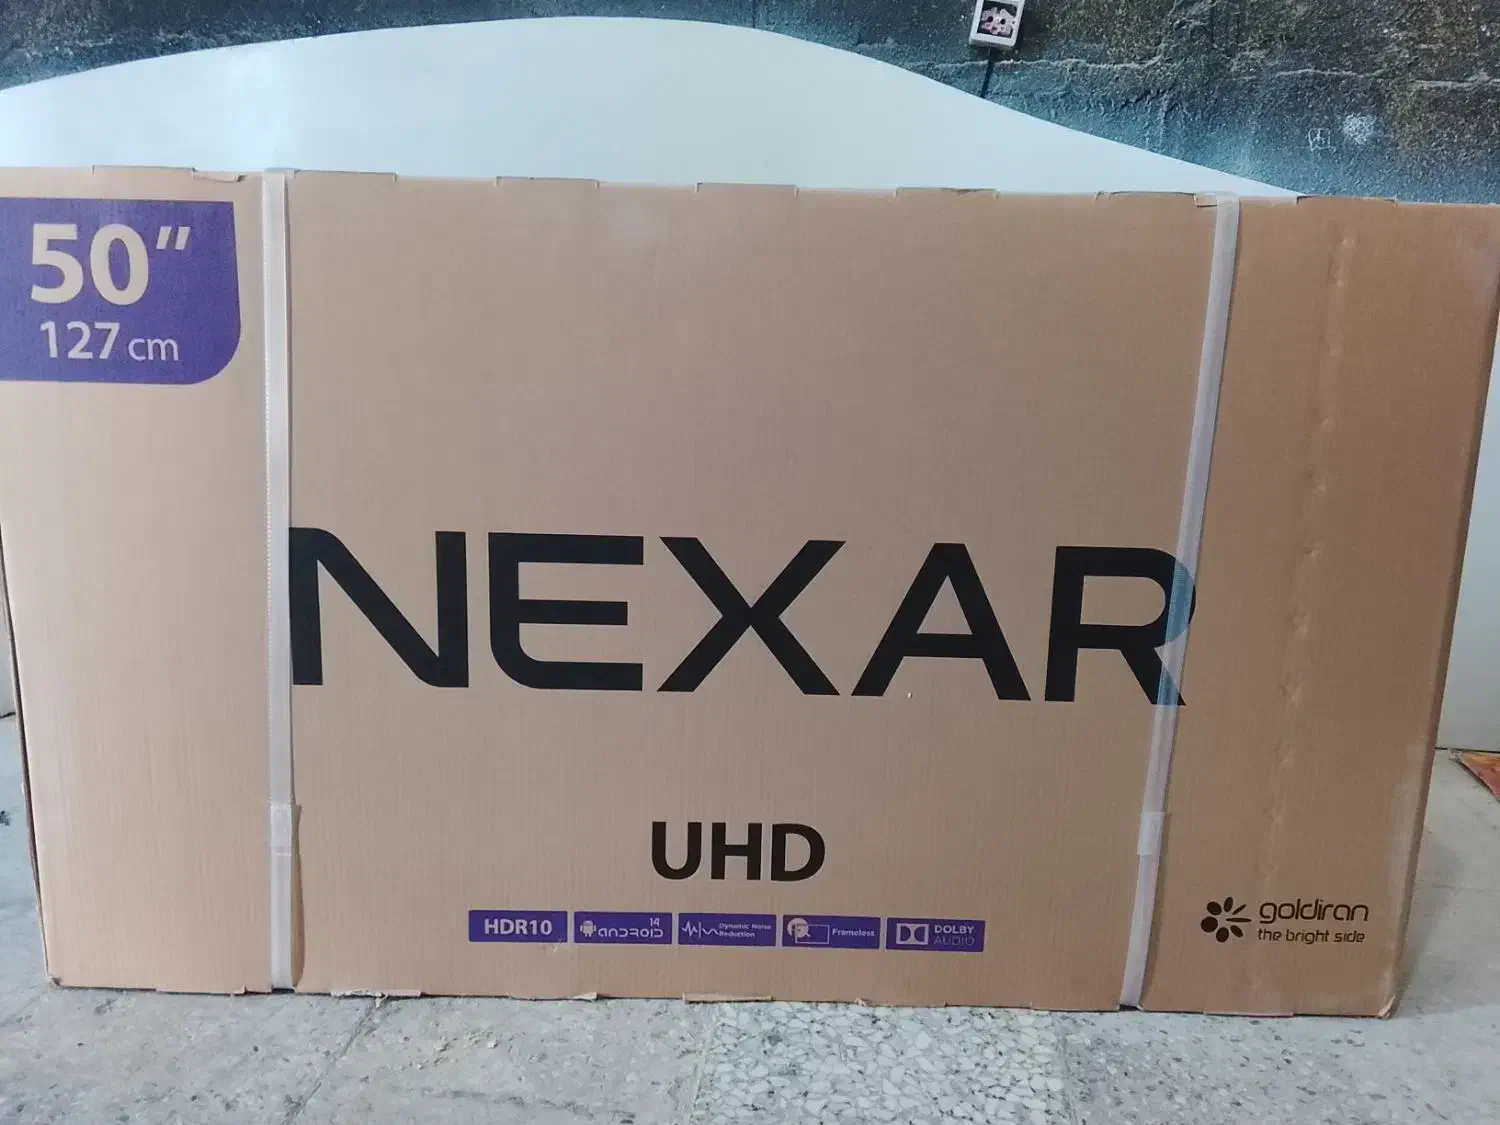 50"
127 cm
NEXAR
UHD
HDR10
14
ANDROID
Dynamic Noise
Reduction
Frameless
DOLBY
AUDIO
goldiran
the bright side